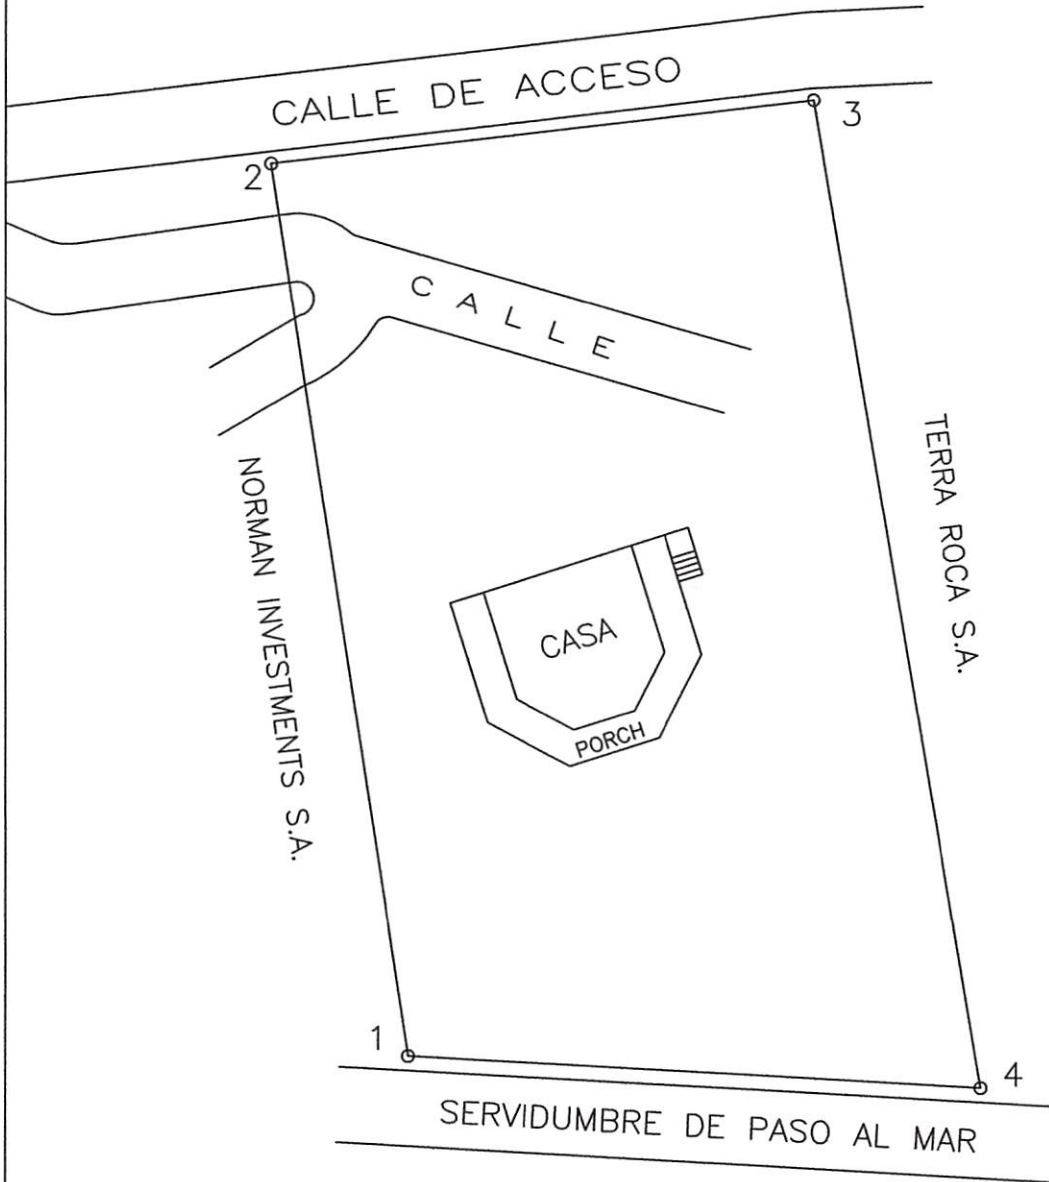 CALLE DE ACCESO
3
2
CALLE
TERRA ROCA S.A.
NORMAN INVESTMENTS S.A.
CASA
PORCH
1
4
SERVIDUMBRE DE PASO AL MAR